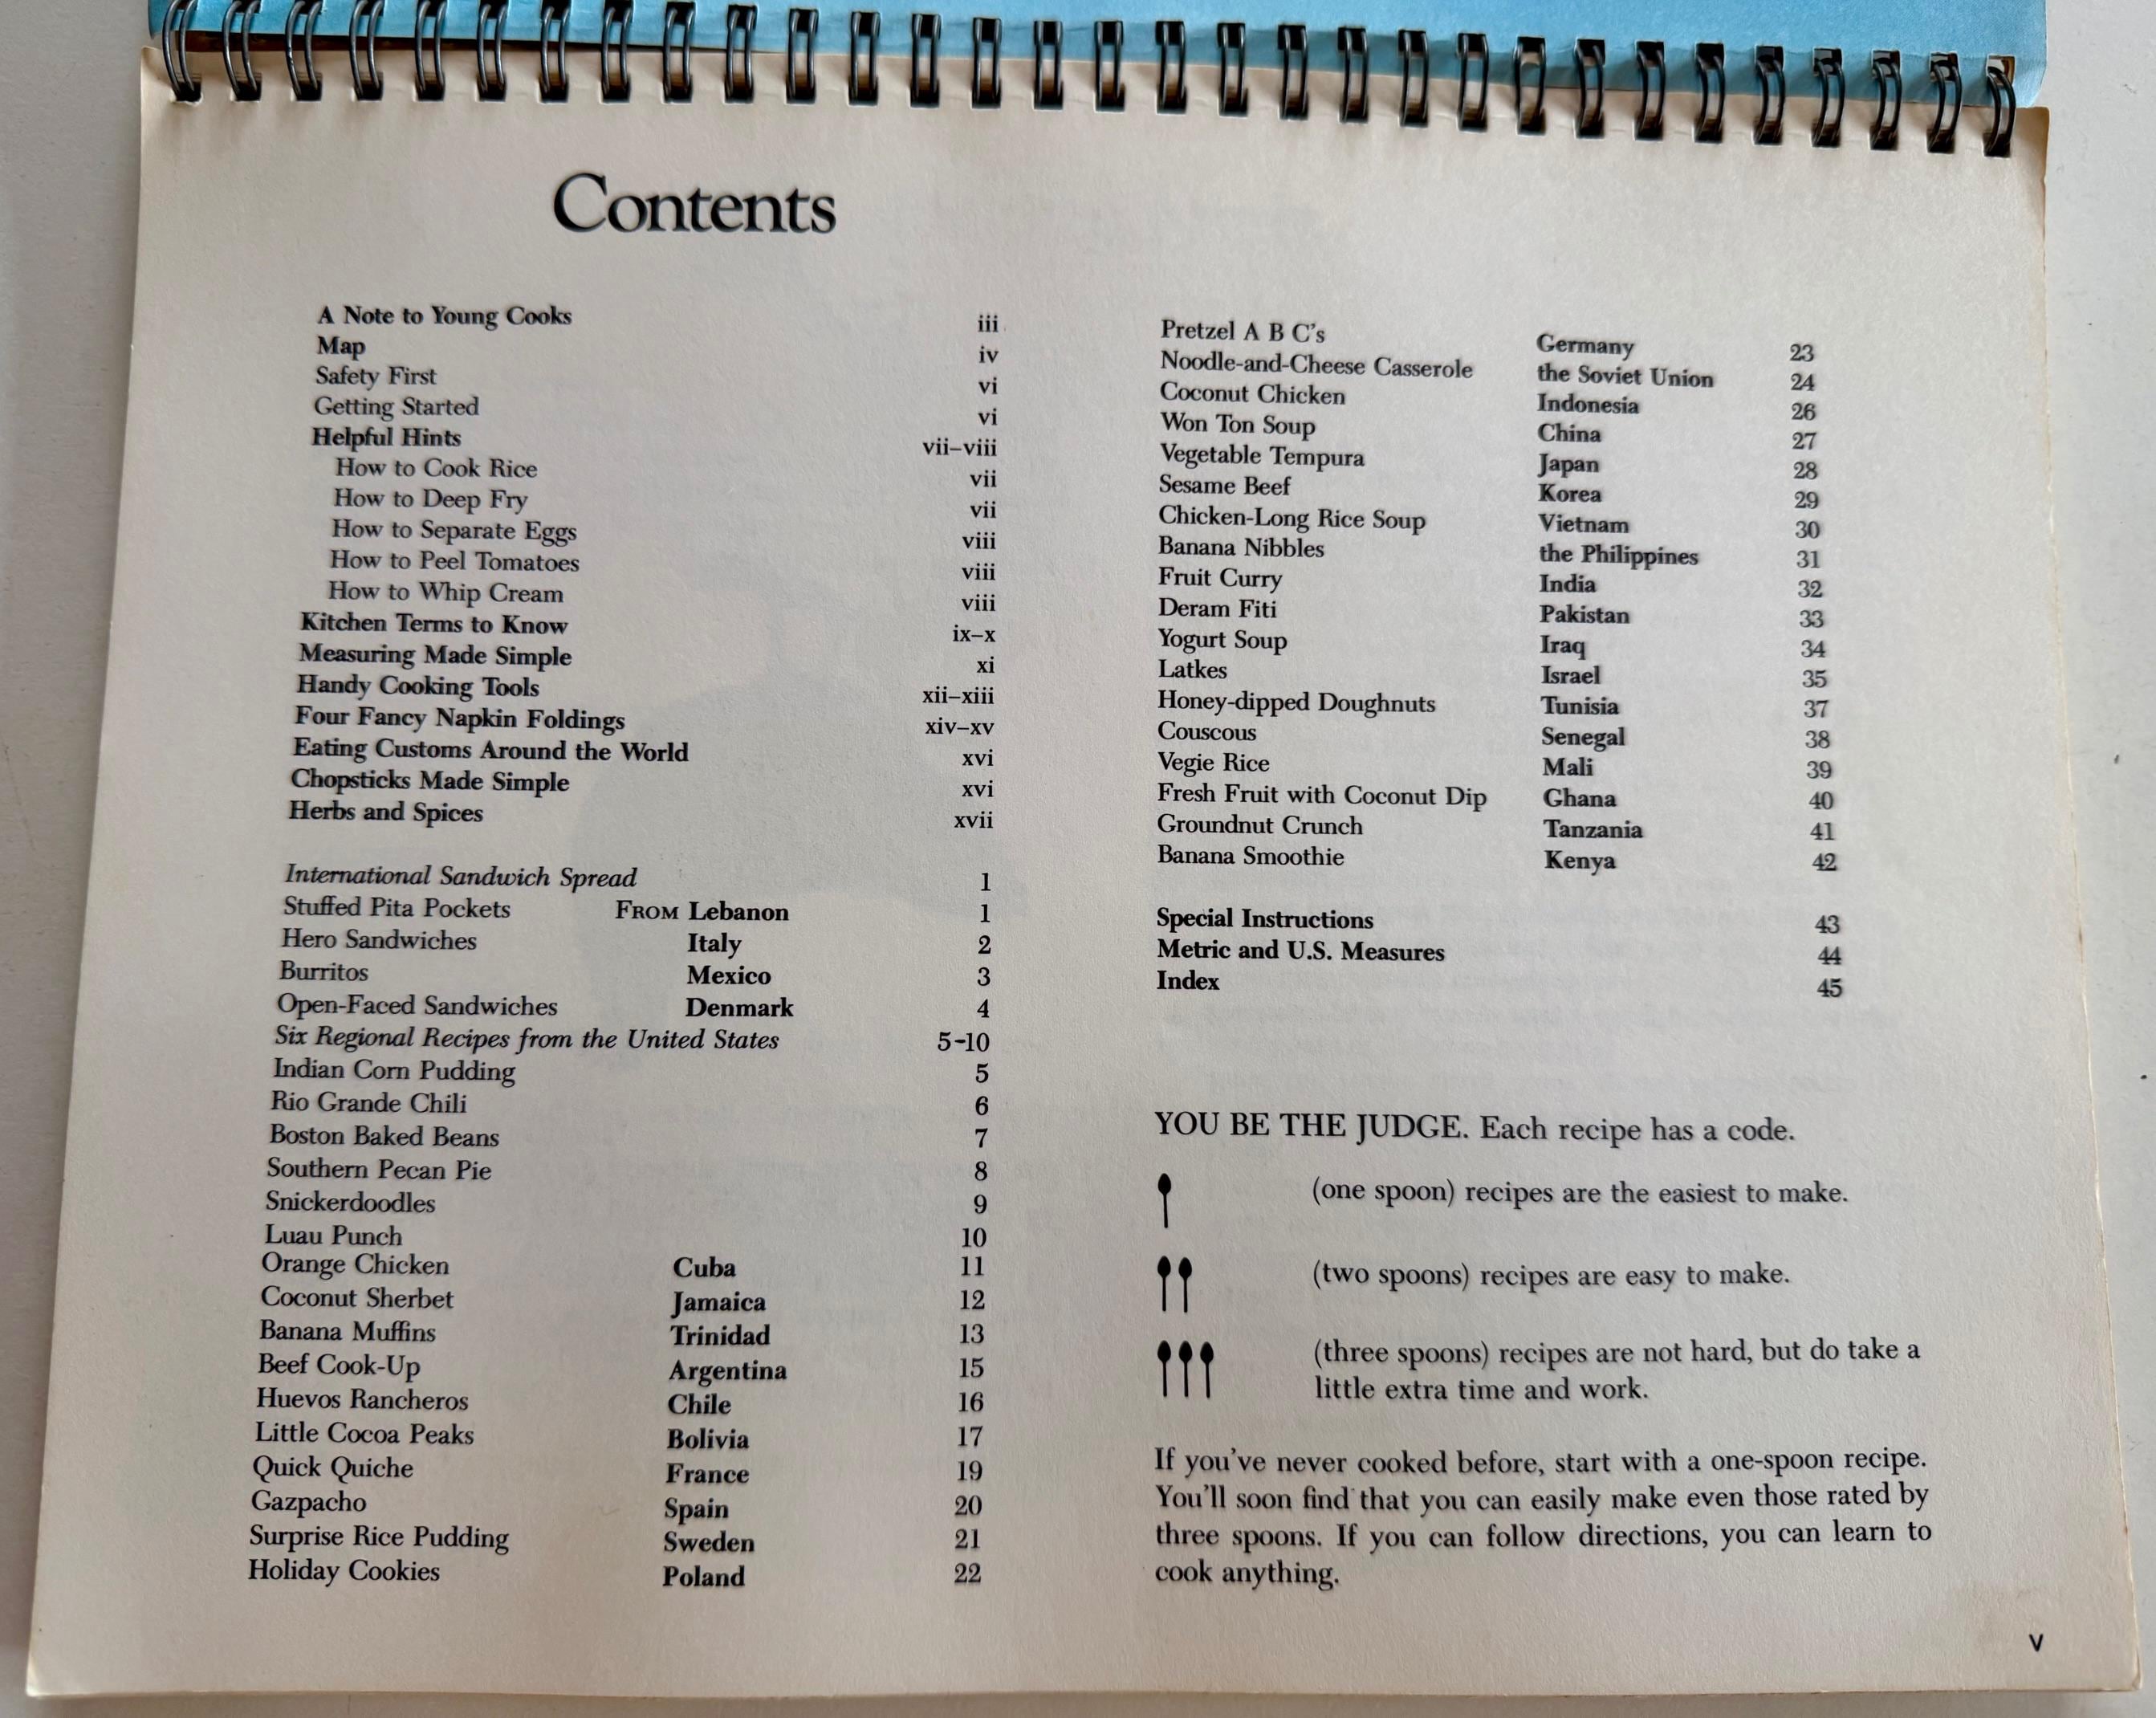 Contents
A Note to Young Cooks iii
Map iv
Safety First vi
Getting Started vi
Helpful Hints vii–viii
How to Cook Rice vii
How to Deep Fry vii
How to Separate Eggs viii
How to Peel Tomatoes viii
How to Whip Cream viii
Kitchen Terms to Know ix–x
Measuring Made Simple xi
Handy Cooking Tools xii–xiii
Four Fancy Napkin Foldings xiv–xv
Eating Customs Around the World xvi
Chopsticks Made Simple xvi
Herbs and Spices xvii
International Sandwich Spread 1
Stuffed Pita Pockets FROM Lebanon 1
Hero Sandwiches Italy 2
Burritos Mexico 3
Open-Faced Sandwiches Denmark 4
Six Regional Recipes from the United States 5-10
Indian Corn Pudding 5
Rio Grande Chili 6
Boston Baked Beans 7
Southern Pecan Pie 8
Snickerdoodles 9
Luau Punch 10
Orange Chicken Cuba 11
Coconut Sherbet Jamaica 12
Banana Muffins Trinidad 13
Beef Cook-Up Argentina 15
Huevos Rancheros Chile 16
Little Cocoa Peaks Bolivia 17
Quick Quiche France 19
Gazpacho Spain 20
Surprise Rice Pudding Sweden 21
Holiday Cookies Poland 22
Pretzel A B C's Germany 23
Noodle-and-Cheese Casserole the Soviet Union 24
Coconut Chicken Indonesia 26
Won Ton Soup China 27
Vegetable Tempura Japan 28
Sesame Beef Korea 29
Chicken-Long Rice Soup Vietnam 30
Banana Nibbles the Philippines 31
Fruit Curry India 32
Deram Fiti Pakistan 33
Yogurt Soup Iraq 34
Latkes Israel 35
Honey-dipped Doughnuts Tunisia 37
Couscous Senegal 38
Vegie Rice Mali 39
Fresh Fruit with Coconut Dip Ghana 40
Groundnut Crunch Tanzania 41
Banana Smoothie Kenya 42
Special Instructions 43
Metric and U.S. Measures 44
Index 45
YOU BE THE JUDGE. Each recipe has a code.
(one spoon) recipes are the easiest to make.
(two spoons) recipes are easy to make.
(three spoons) recipes are not hard, but do take a
little extra time and work.
If you've never cooked before, start with a one-spoon recipe.
You'll soon find that you can easily make even those rated by
three spoons. If you can follow directions, you can learn to
cook anything.
v